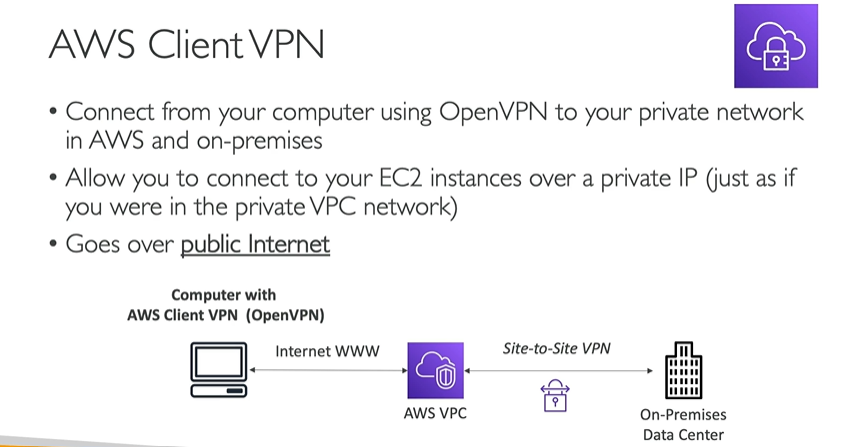 AWS Client VPN
• Connect from your computer using OpenVPN to your private network
in AWS and on-premises
• Allow you to connect to your EC2 instances over a private IP (just as if
you were in the private VPC network)
• Goes over public Internet
Computer with
AWS Client VPN (OpenVPN)
Internet WWW
Site-to-Site VPN
AWS VPC
On-Premises
Data Center